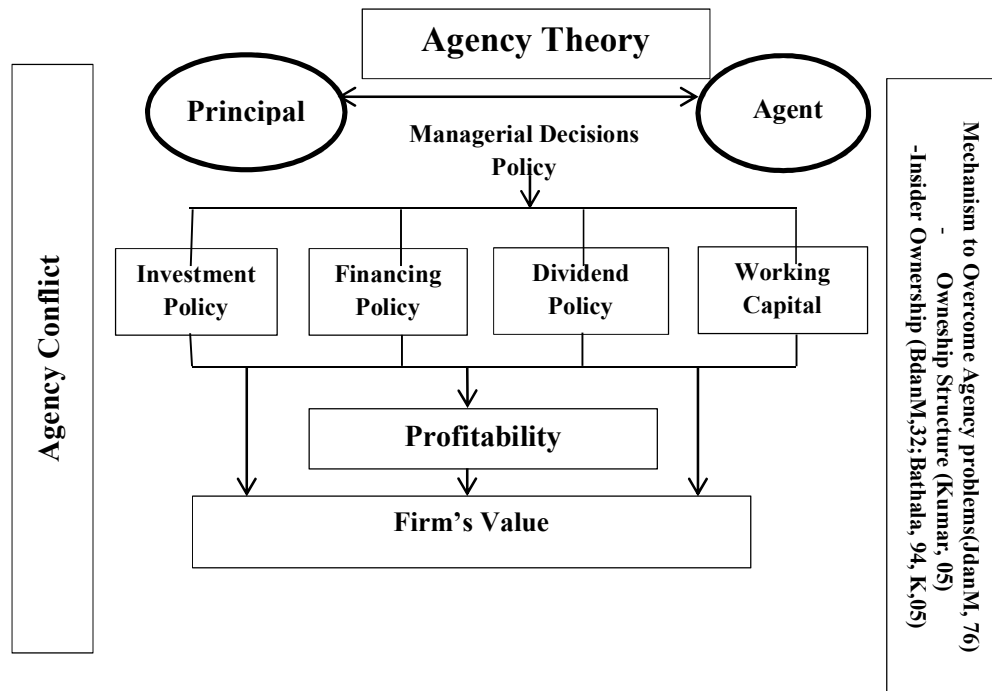 Agency Theory
Principal
Agent
Managerial Decisions
Policy
Investment
Policy
Financing
Policy
Dividend
Policy
Working
Capital
Profitability
Firm's Value
Agency Conflict
Mechanism to Overcome Agency problems(JdanM, 76)
- Owneship Structure (Kumar, 05)
-Insider Ownership (BdanM,32;Bathala, 94, K,05)